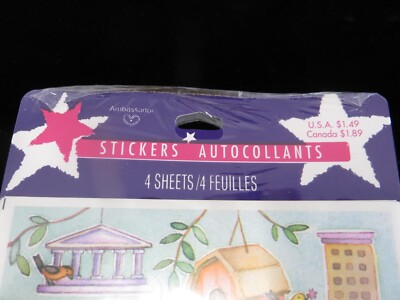 Ambassador
U.S.A. $1.49
Canada $1.89
STICKERS AUTOCOLLANTS
4 SHEETS/4 FEUILLES